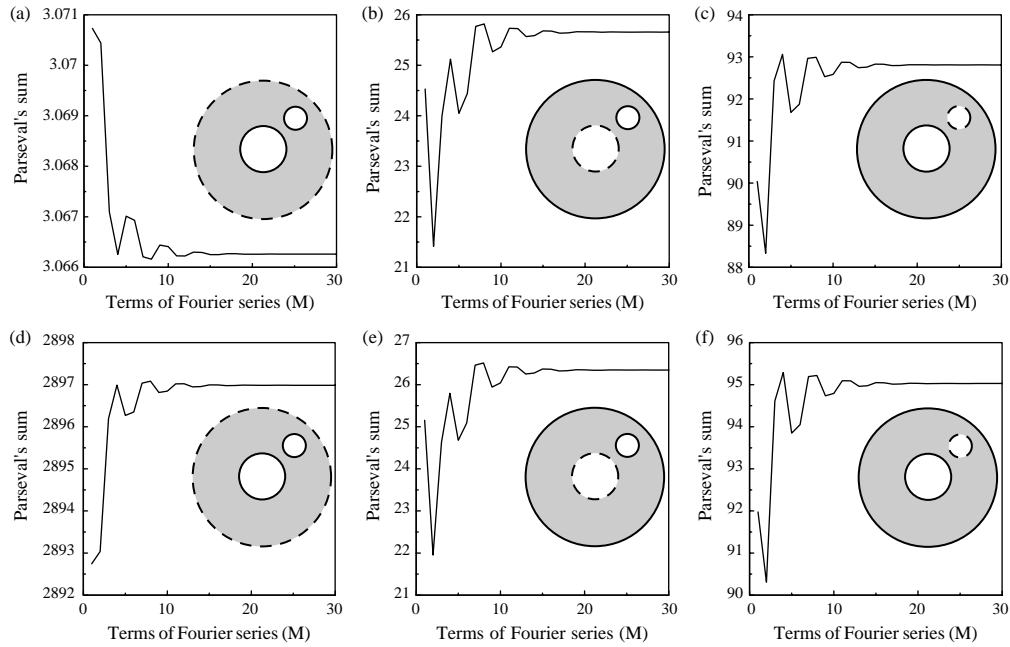 (a)
3.071
3.07
3.069
3.068
3.067
3.066
Parseval's sum
0 10 20 30
Terms of Fourier series (M)
(b)
26
25
24
23
22
21
Parseval's sum
0 10 20 30
Terms of Fourier series (M)
(c)
94
93
92
91
90
89
88
Parseval's sum
0 10 20 30
Terms of Fourier series (M)
(d)
2898
2897
2896
2895
2894
2893
2892
Parseval's sum
0 10 20 30
Terms of Fourier series (M)
(e)
27
26
25
24
23
22
21
Parseval's sum
0 10 20 30
Terms of Fourier series (M)
(f)
96
95
94
93
92
91
90
Parseval's sum
0 10 20 30
Terms of Fourier series (M)